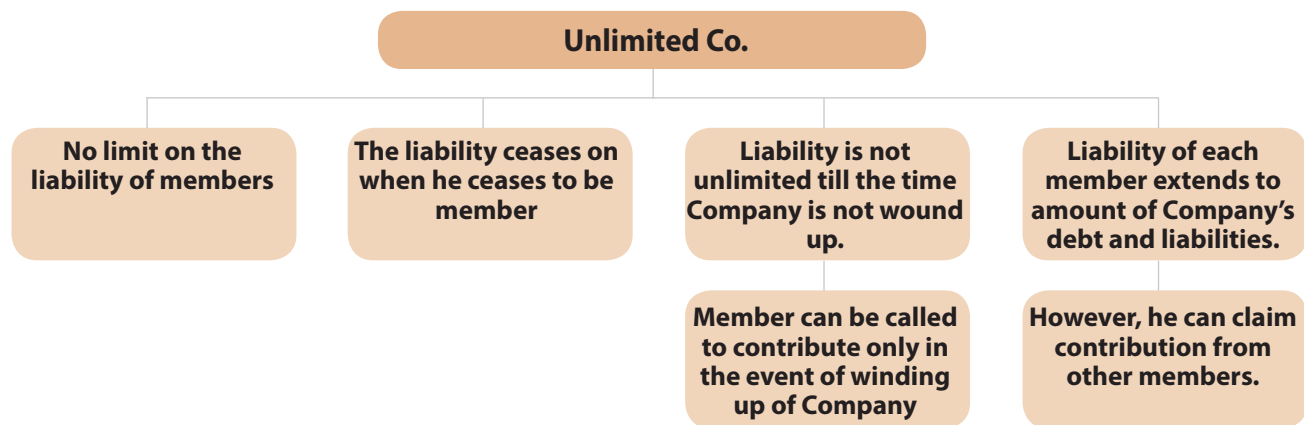 Unlimited Co.
No limit on the
liability of members
The liability ceases on
when he ceases to be
member
Liability is not
unlimited till the time
Company is not wound
up.
Liability of each
member extends to
amount of Company’s
debt and liabilities.
Member can be called
to contribute only in
the event of winding
up of Company
However, he can claim
contribution from
other members.